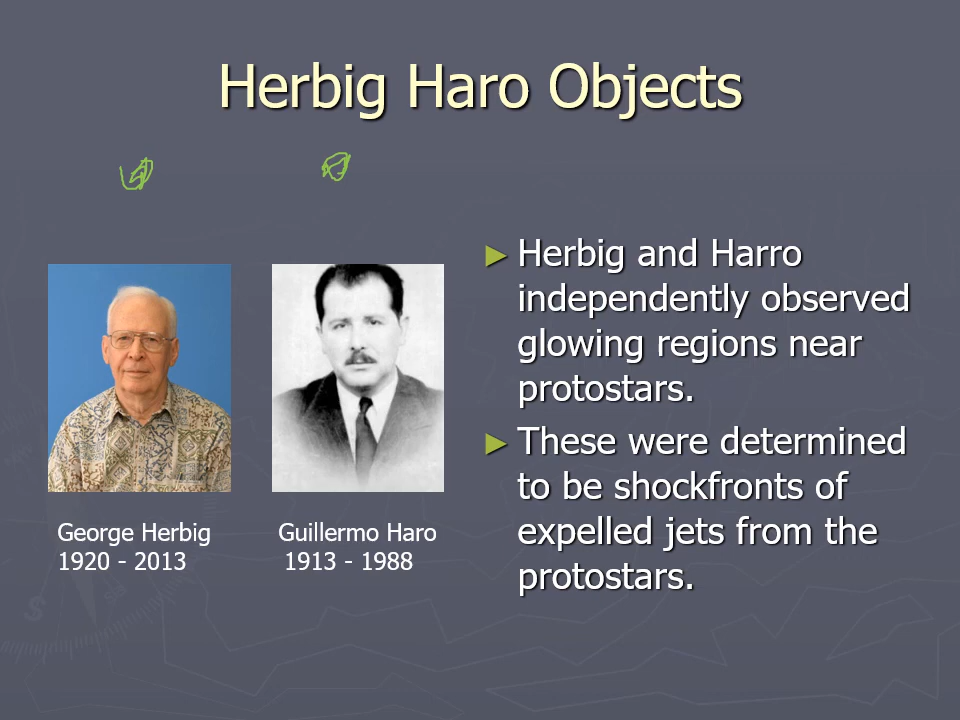 Herbig Haro Objects
George Herbig
1920 - 2013
Guillermo Haro
1913 - 1988
► Herbig and Harro
independently observed
glowing regions near
protostars.
► These were determined
to be shockfronts of
expelled jets from the
protostars.